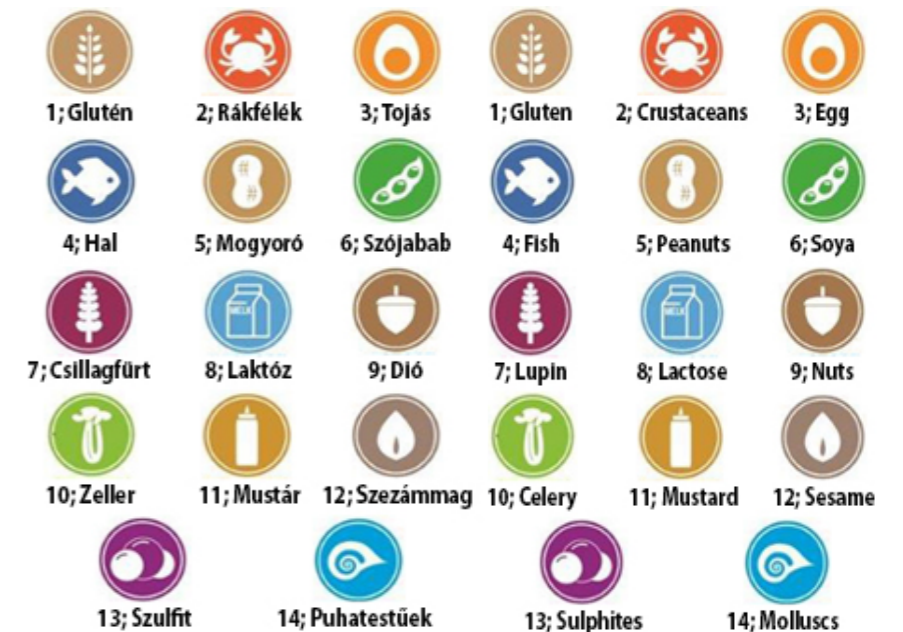 1; Glutén 2; Rákfélék 3; Tojás 1; Gluten 2; Crustaceans 3; Egg
4; Hal 5; Mogyoró 6; Szójabab 4; Fish 5; Peanuts 6; Soya
MELK MELK
7; Csillagfürt 8; Laktóz 9; Dió 7; Lupin 8; Lactose 9; Nuts
10; Zeller 11; Mustár 12; Szezámmag 10; Celery 11; Mustard 12; Sesame
13; Szulfit 14; Puhatestűek 13; Sulphites 14; Molluscs